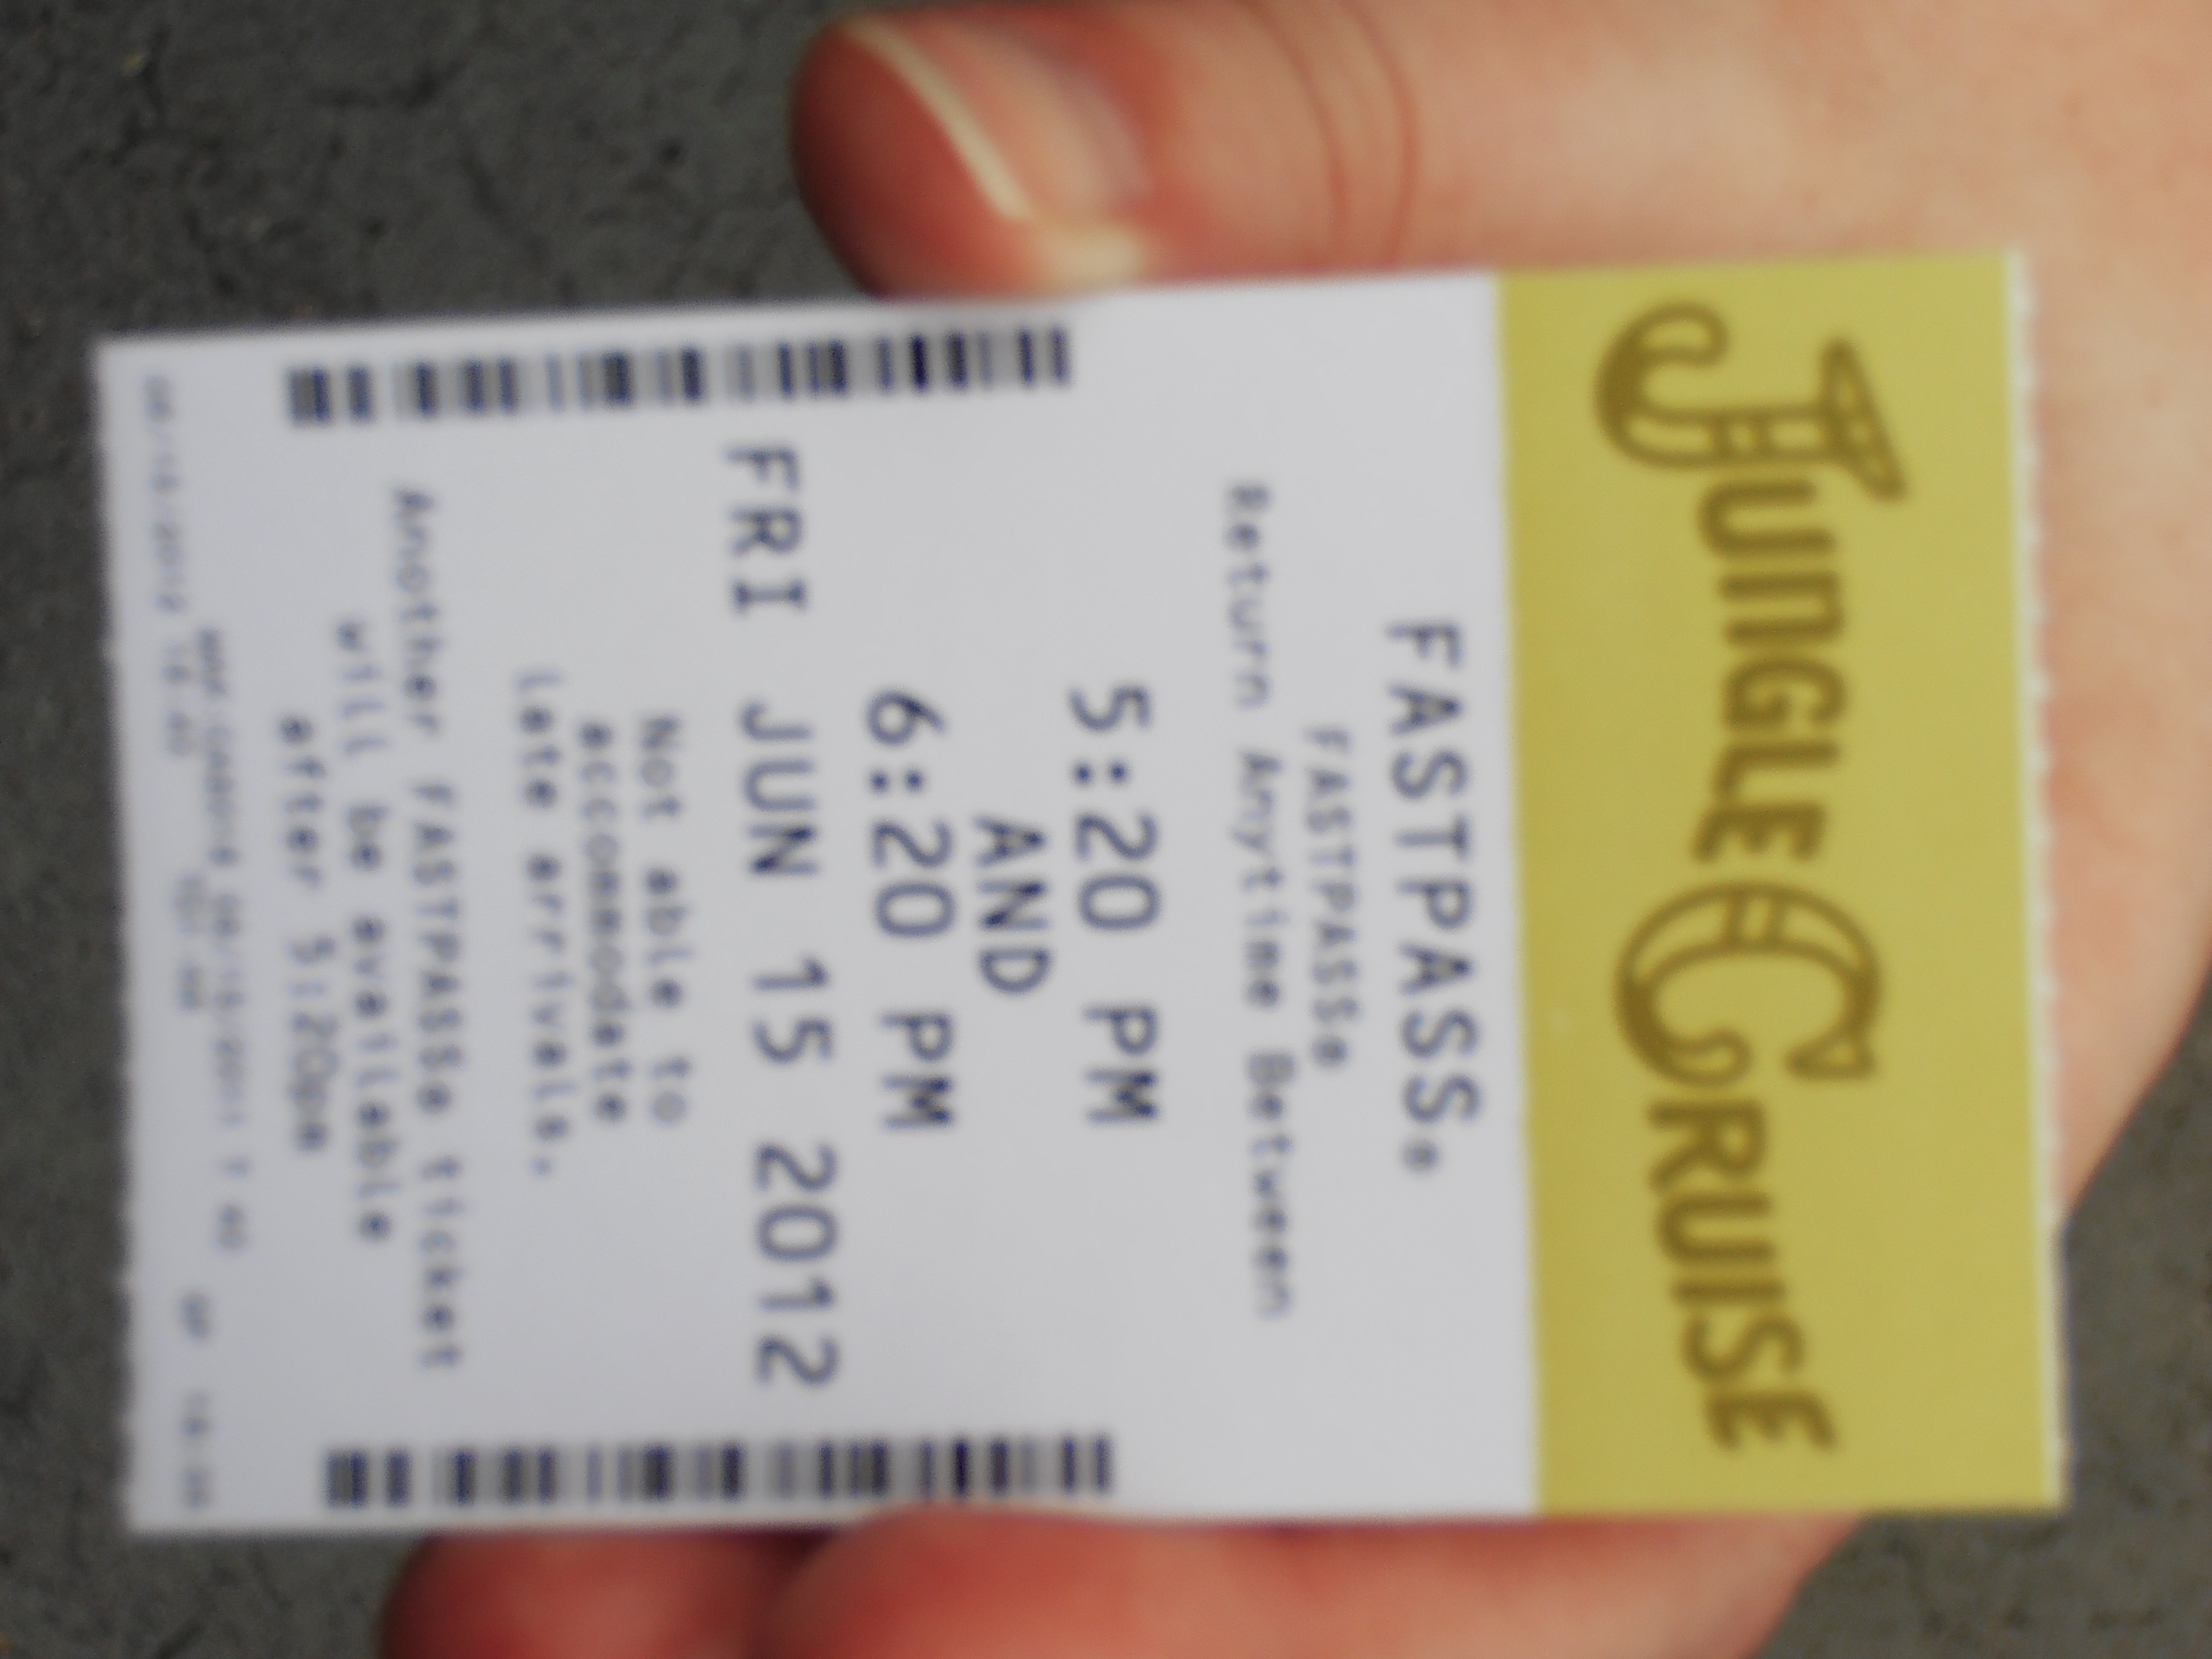 JUNGLE CRUISE
FASTPASS®
FASTPASS®
Return Anytime Between
5:20 PM
AND
6:20 PM
FRI JUN 15 2012
Not able to
accommodate
late arrivals.
Another FASTPASS® ticket
will be available
after 5:20pm